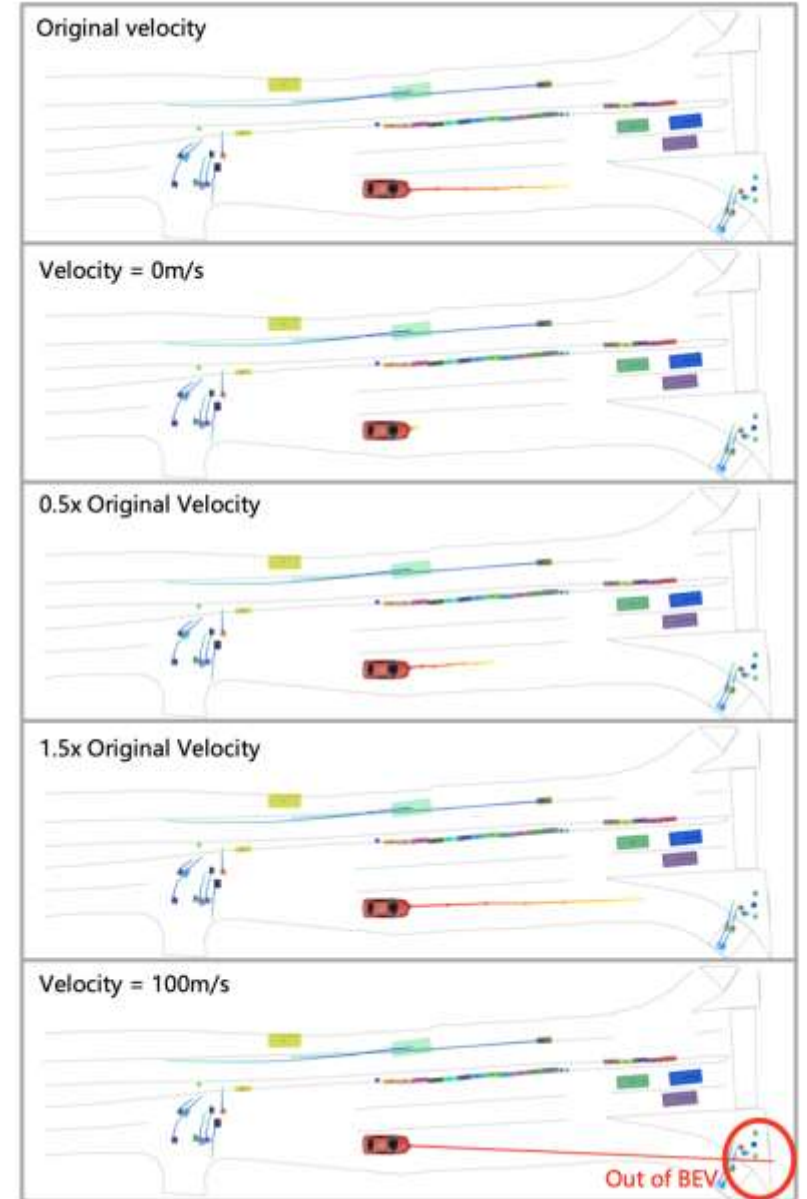 Original velocity
Velocity = 0m/s
0.5x Original Velocity
1.5x Original Velocity
Velocity = 100m/s
Out of BEV